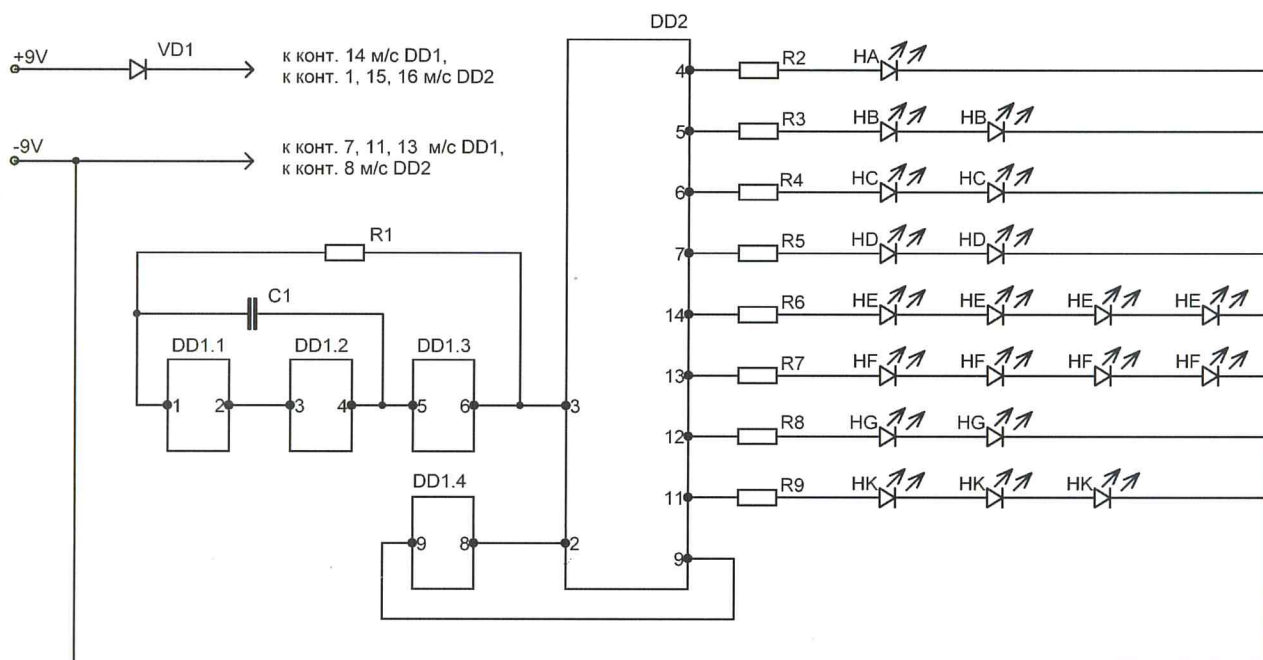 DD2
+9V
VD1
к конт. 14 м/с DD1,
к конт. 1, 15, 16 м/с DD2
4
R2
HA
5
R3
HB
HB
-9V
к конт. 7, 11, 13 м/с DD1,
к конт. 8 м/с DD2
6
R4
HC
HC
R1
7
R5
HD
HD
C1
14
R6
HE
HE
HE
HE
DD1.1
DD1.2
DD1.3
13
R7
HF
HF
HF
HF
1
2
3
4
5
6
3
12
R8
HG
HG
DD1.4
11
R9
HK
HK
HK
9
8
2
9